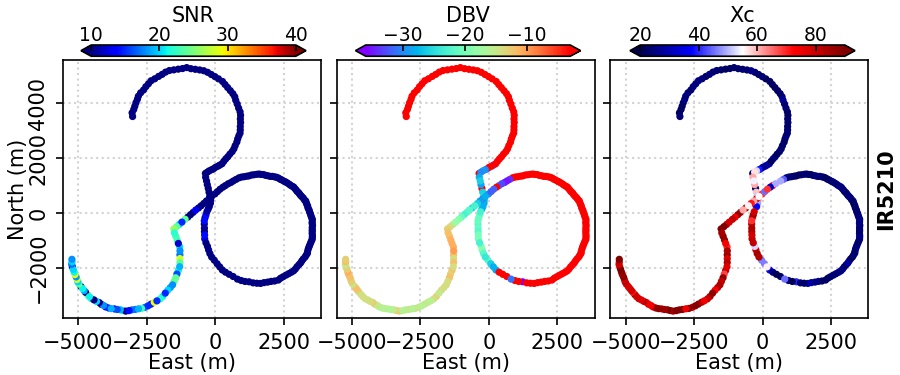 SNR DBV Xc
10 20 30 40 −30 −20 −10 20 40 60 80
North (m)
4000
2000
0
−2000
−5000 −2500 0 2500 −5000 −2500 0 2500 −5000 −2500 0 2500
East (m) East (m) East (m)
IR5210